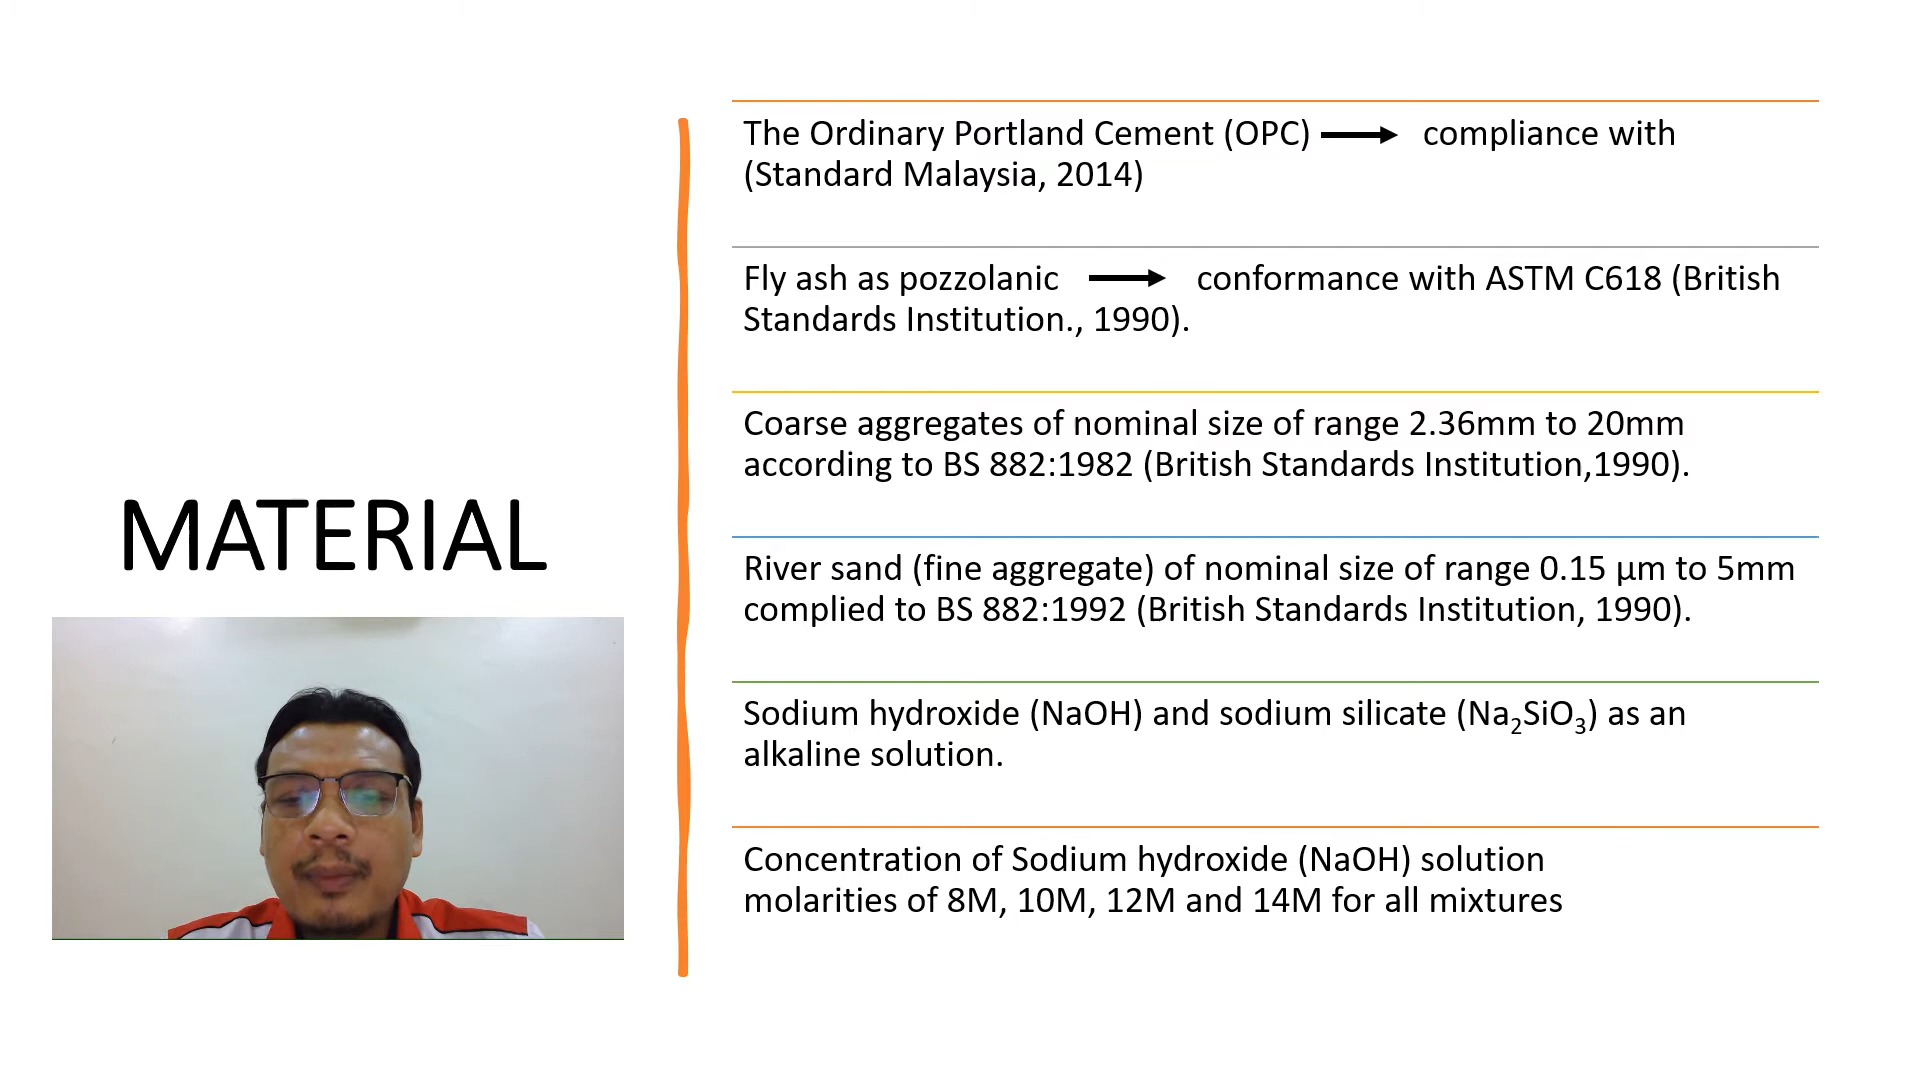 MATERIAL
The Ordinary Portland Cement (OPC) → compliance with
(Standard Malaysia, 2014)
Fly ash as pozzolanic → conformance with ASTM C618 (British
Standards Institution., 1990).
Coarse aggregates of nominal size of range 2.36mm to 20mm
according to BS 882:1982 (British Standards Institution,1990).
River sand (fine aggregate) of nominal size of range 0.15 μm to 5mm
complied to BS 882:1992 (British Standards Institution, 1990).
Sodium hydroxide (NaOH) and sodium silicate (Na₂SiO₃) as an
alkaline solution.
Concentration of Sodium hydroxide (NaOH) solution
molarities of 8M, 10M, 12M and 14M for all mixtures